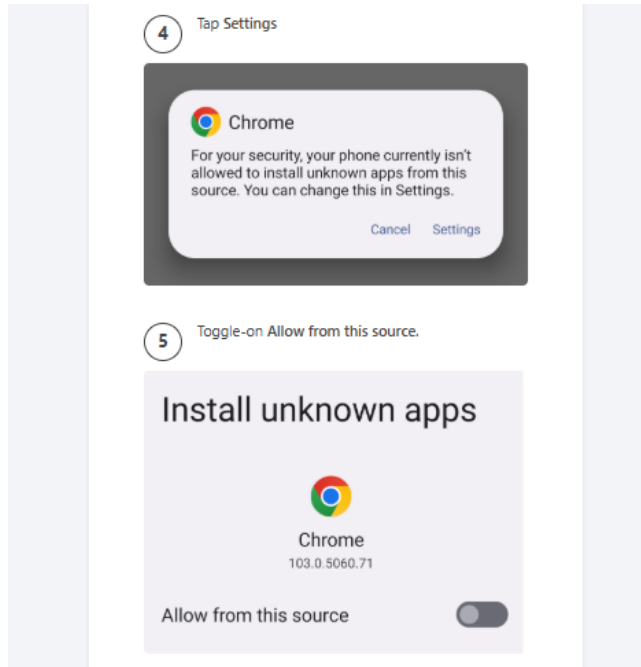 4 Tap Settings
Chrome
For your security, your phone currently isn't
allowed to install unknown apps from this
source. You can change this in Settings.
Cancel Settings
5 Toggle-on Allow from this source.
Install unknown apps
Chrome
103.0.5060.71
Allow from this source